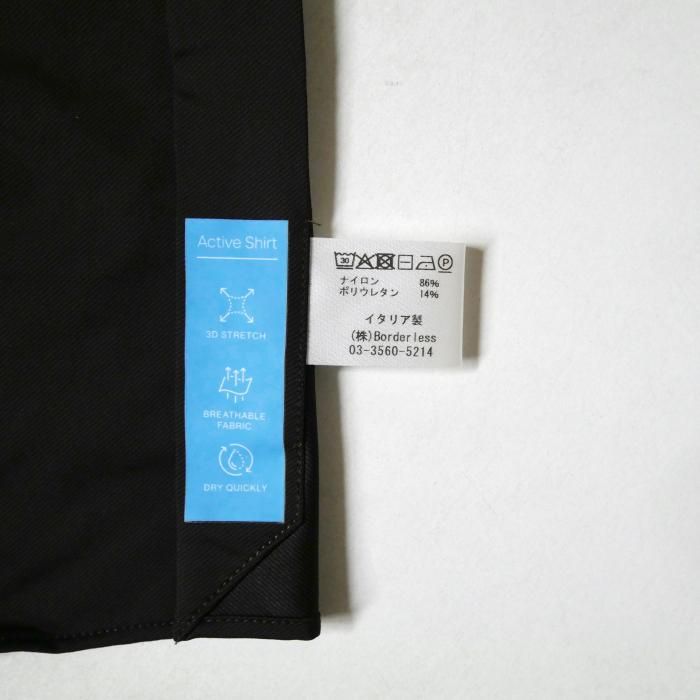 Active Shirt
3D STRETCH
BREATHABLE
FABRIC
DRY QUICKLY
30
P
ナイロン 86%
ポリウレタン 14%
イタリア製
(株)Borderless
03-3560-5214